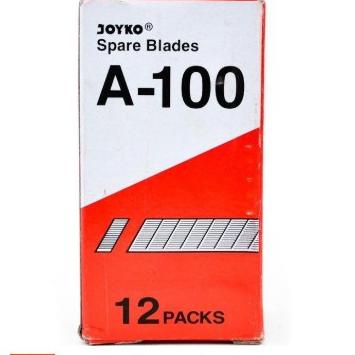 JOYKO®
Spare Blades
A-100
12 PACKS